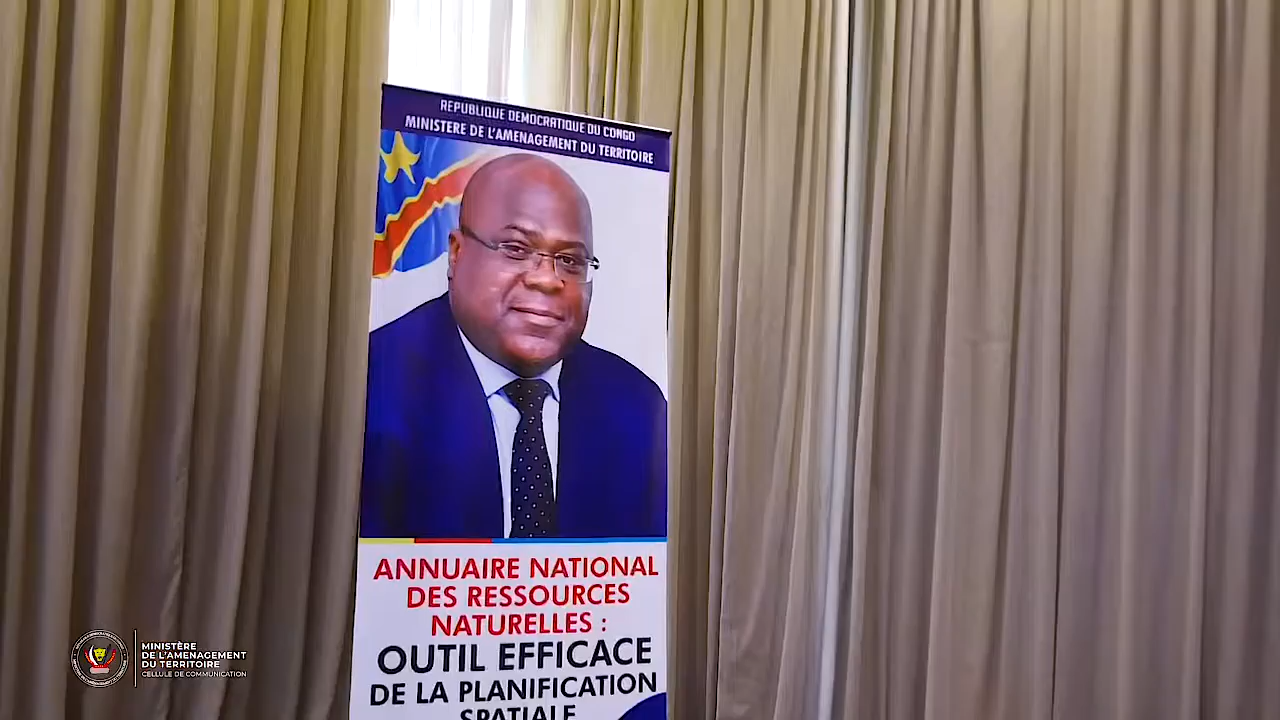 REPUBLIQUE DEMOCRATIQUE DU CONGO
MINISTERE DE L'AMENAGEMENT DU TERRITOIRE
ANNUAIRE NATIONAL
DES RESSOURCES
NATURELLES :
OUTIL EFFICACE
DE LA PLANIFICATION
SPATIALE
MINISTÈRE
DE L'AMENAGEMENT
DU TERRITOIRE
CELLULE DE COMMUNICATION